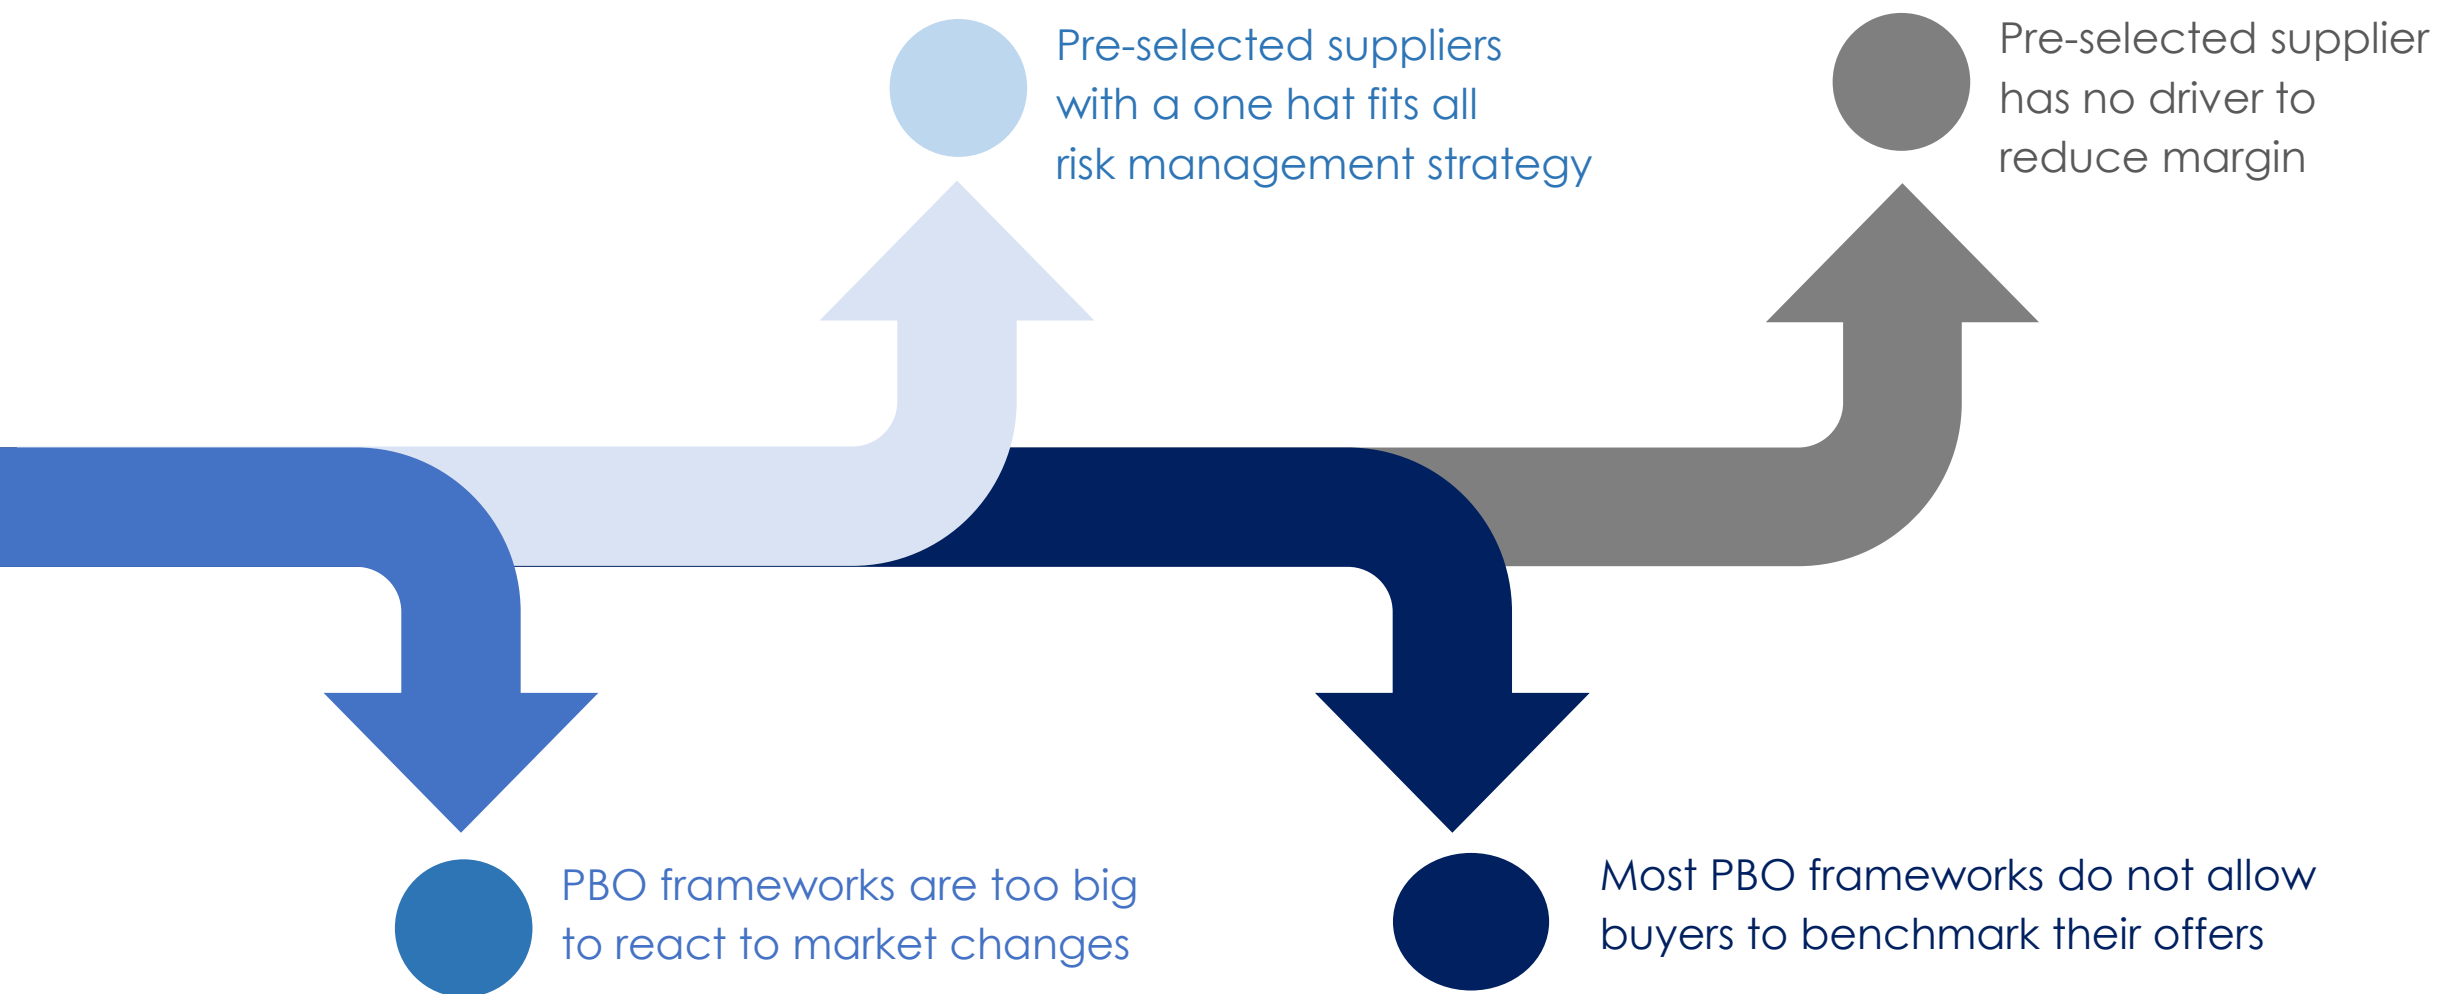 Pre-selected suppliers
with a one hat fits all
risk management strategy
Pre-selected supplier
has no driver to
reduce margin
PBO frameworks are too big
to react to market changes
Most PBO frameworks do not allow
buyers to benchmark their offers